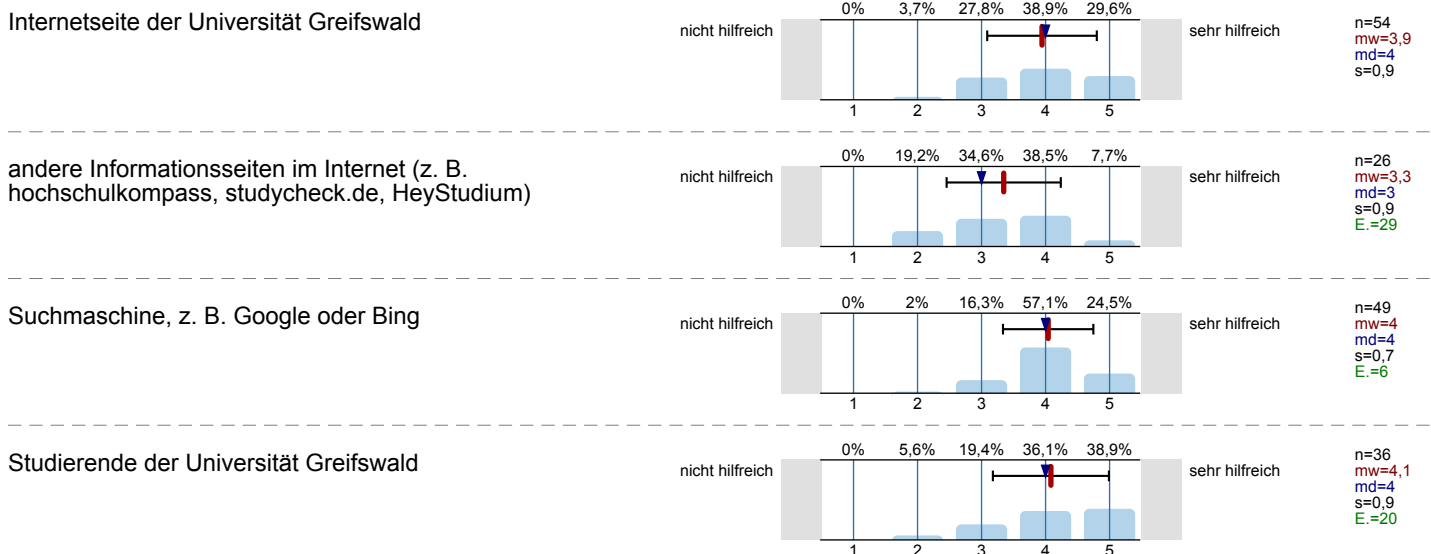 Internetseite der Universität Greifswald
nicht hilfreich
0% 3,7% 27,8% 38,9% 29,6%
1 2 3 4 5
sehr hilfreich
n=54
mw=3,9
md=4
s=0,9
andere Informationsseiten im Internet (z. B.
hochschulkompass, studycheck.de, HeyStudium)
nicht hilfreich
0% 19,2% 34,6% 38,5% 7,7%
1 2 3 4 5
sehr hilfreich
n=26
mw=3,3
md=3
s=0,9
E.=29
Suchmaschine, z. B. Google oder Bing
nicht hilfreich
0% 2% 16,3% 57,1% 24,5%
1 2 3 4 5
sehr hilfreich
n=49
mw=4
md=4
s=0,7
E.=6
Studierende der Universität Greifswald
nicht hilfreich
0% 5,6% 19,4% 36,1% 38,9%
1 2 3 4 5
sehr hilfreich
n=36
mw=4,1
md=4
s=0,9
E.=20